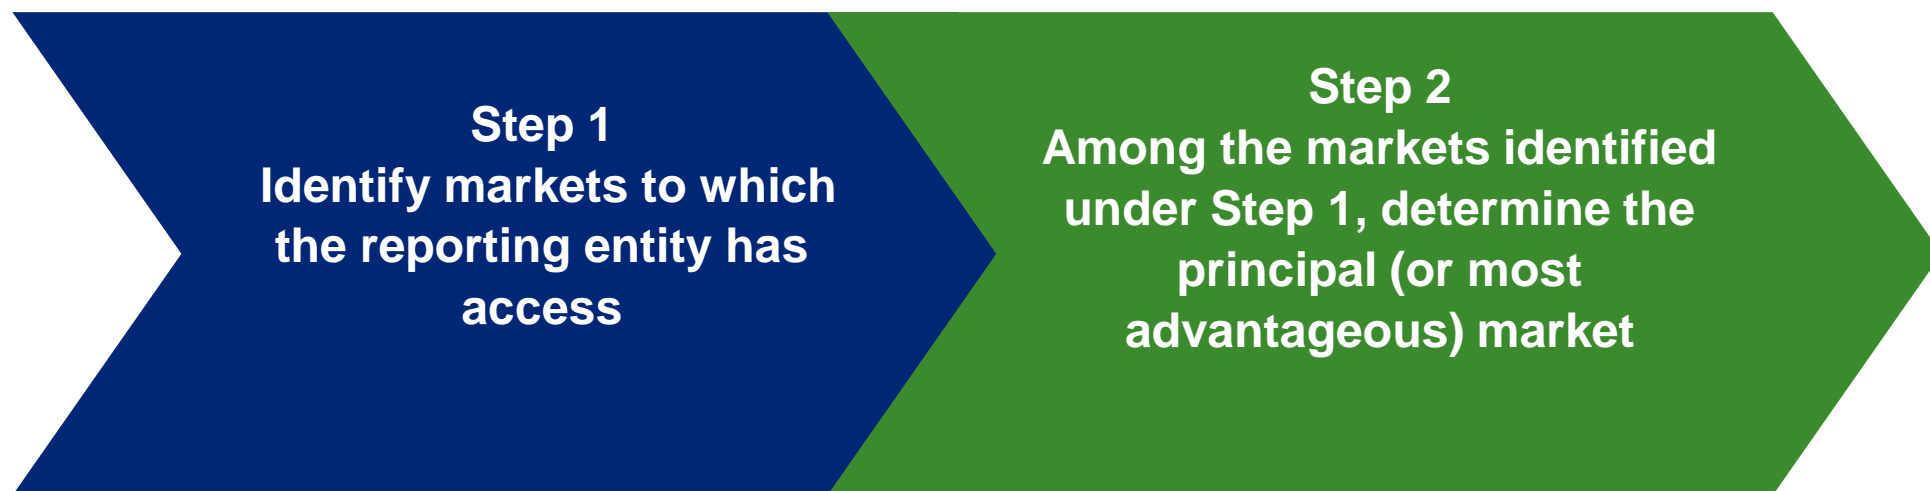 Step 1
Identify markets to which
the reporting entity has
access
Step 2
Among the markets identified
under Step 1, determine the
principal (or most
advantageous) market